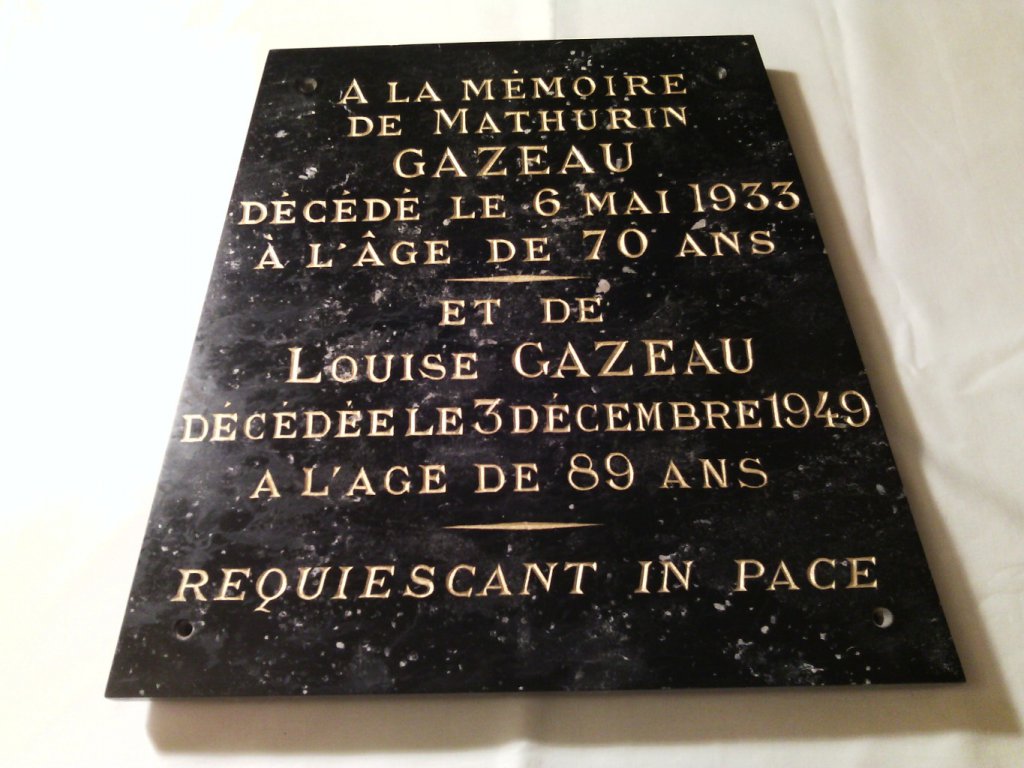 A LA MÉMOIRE
DE MATHURIN
GAZEAU
DÉCÉDÉ LE 6 MAI 1933
À L'ÂGE DE 70 ANS
ET DE
LOUISE GAZEAU
DÉCÉDÉE LE 3 DÉCEMBRE 1949
A L'AGE DE 89 ANS
REQUIESCANT IN PACE